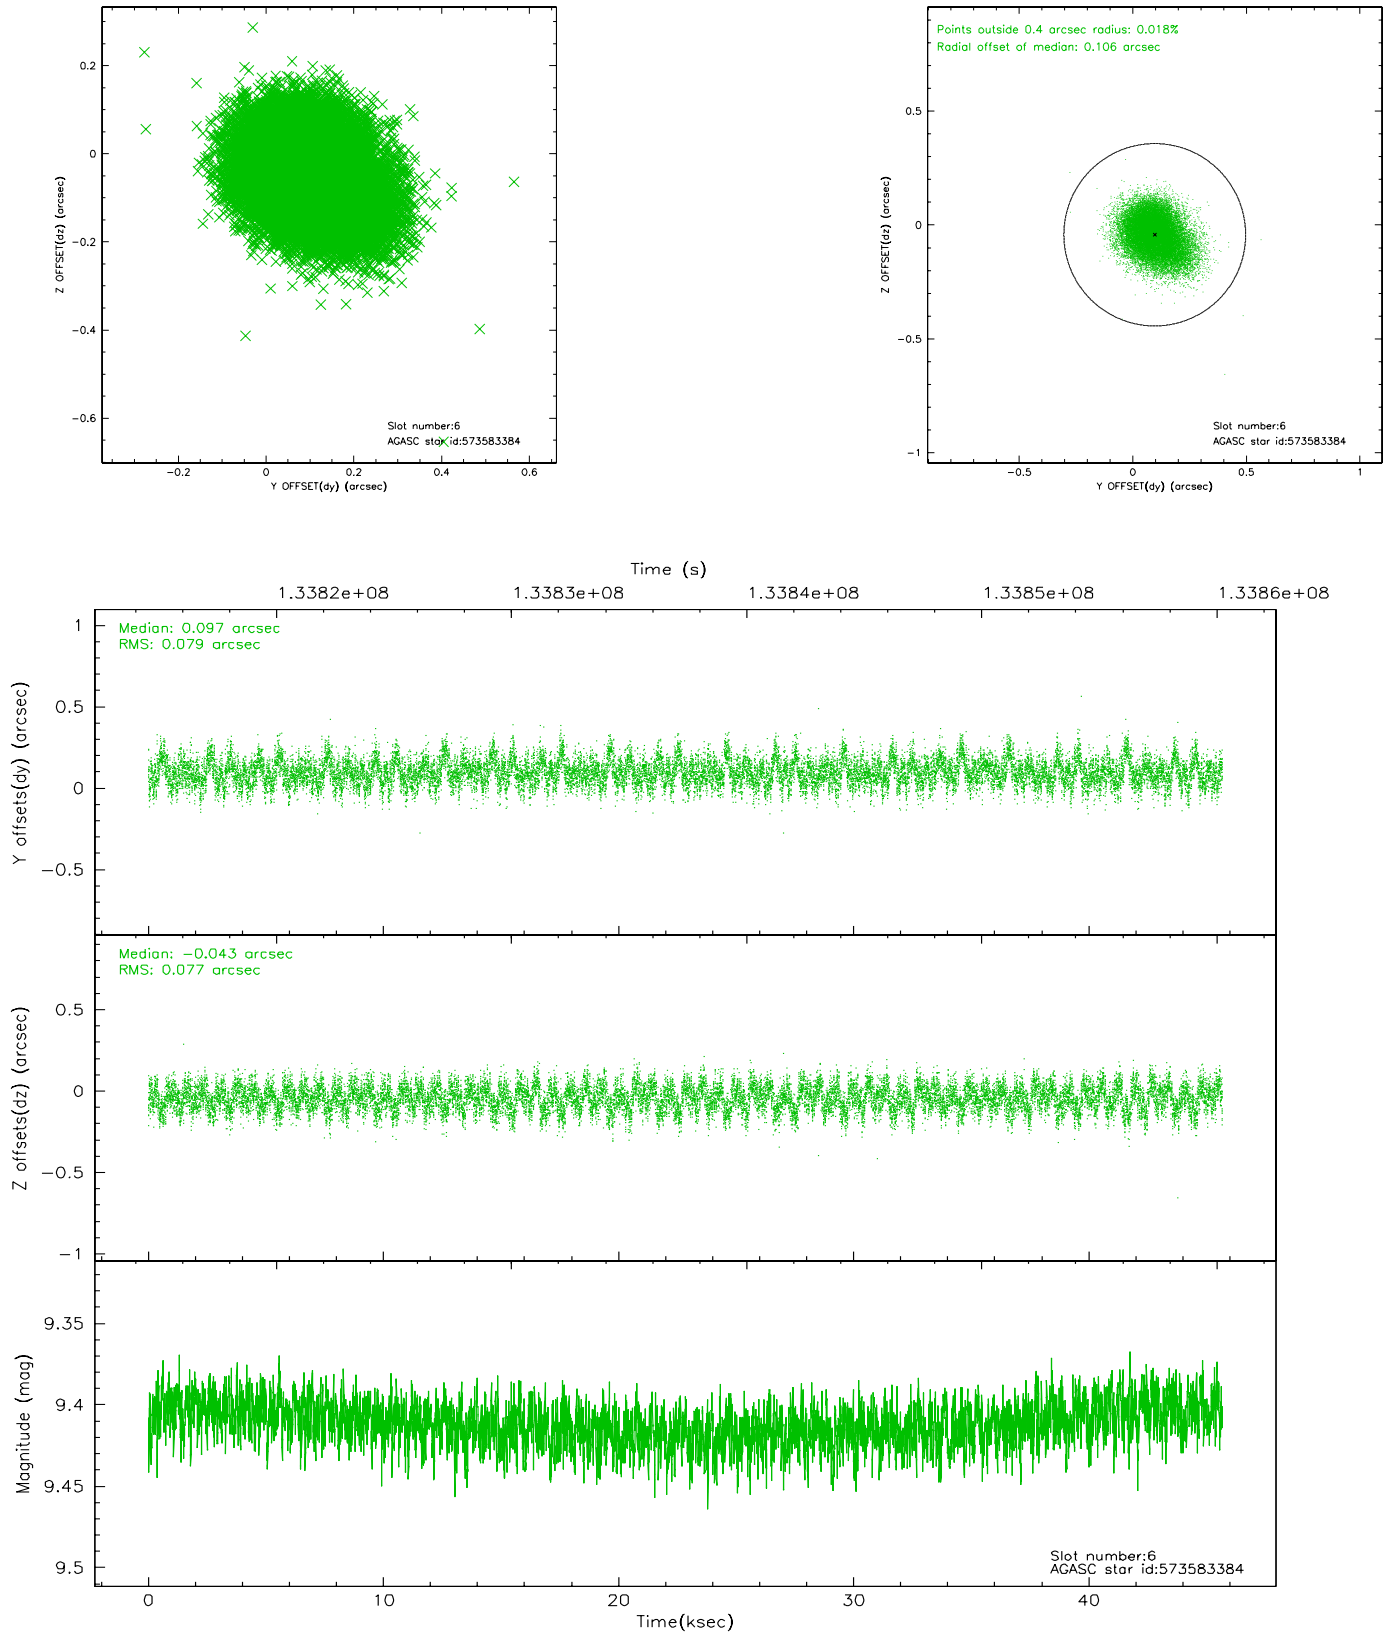 0.2
0
−0.2
−0.4
−0.6
Z OFFSET(dz) (arcsec)
−0.2
0
0.2
0.4
0.6
Y OFFSET(dy) (arcsec)
Slot number:6
AGASC star id:573583384
Points outside 0.4 arcsec radius: 0.018%
Radial offset of median: 0.106 arcsec
0.5
0
−0.5
−1
Z OFFSET(dz) (arcsec)
−0.5
0
0.5
1
Y OFFSET(dy) (arcsec)
Slot number:6
AGASC star id:573583384
Time (s)
1.3382e+08
1.3383e+08
1.3384e+08
1.3385e+08
1.3386e+08
Median: 0.097 arcsec
RMS: 0.079 arcsec
1
0.5
0
−0.5
Y offsets(dy) (arcsec)
Median: −0.043 arcsec
RMS: 0.077 arcsec
0.5
0
−0.5
−1
Z offsets(dz) (arcsec)
9.35
9.4
9.45
9.5
Magnitude (mag)
Slot number:6
AGASC star id:573583384
0
10
20
30
40
Time(ksec)